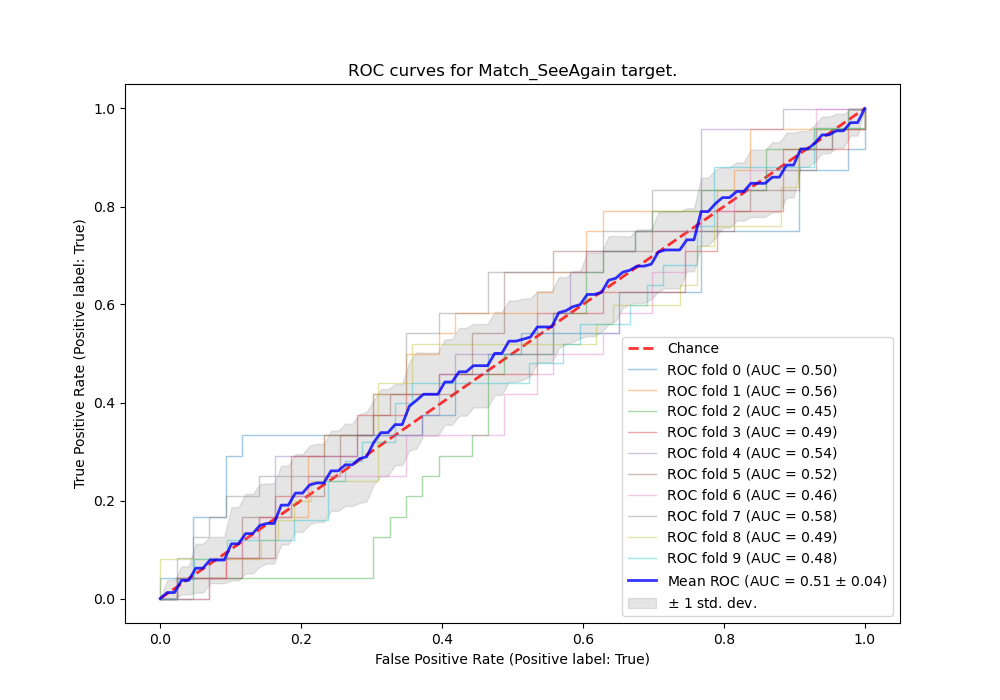 ROC curves for Match_SeeAgain target.
True Positive Rate (Positive label: True)
1.0
0.8
0.6
0.4
0.2
0.0
0.0 0.2 0.4 0.6 0.8 1.0
False Positive Rate (Positive label: True)
Chance
ROC fold 0 (AUC = 0.50)
ROC fold 1 (AUC = 0.56)
ROC fold 2 (AUC = 0.45)
ROC fold 3 (AUC = 0.49)
ROC fold 4 (AUC = 0.54)
ROC fold 5 (AUC = 0.52)
ROC fold 6 (AUC = 0.46)
ROC fold 7 (AUC = 0.58)
ROC fold 8 (AUC = 0.49)
ROC fold 9 (AUC = 0.48)
Mean ROC (AUC = 0.51 ± 0.04)
± 1 std. dev.